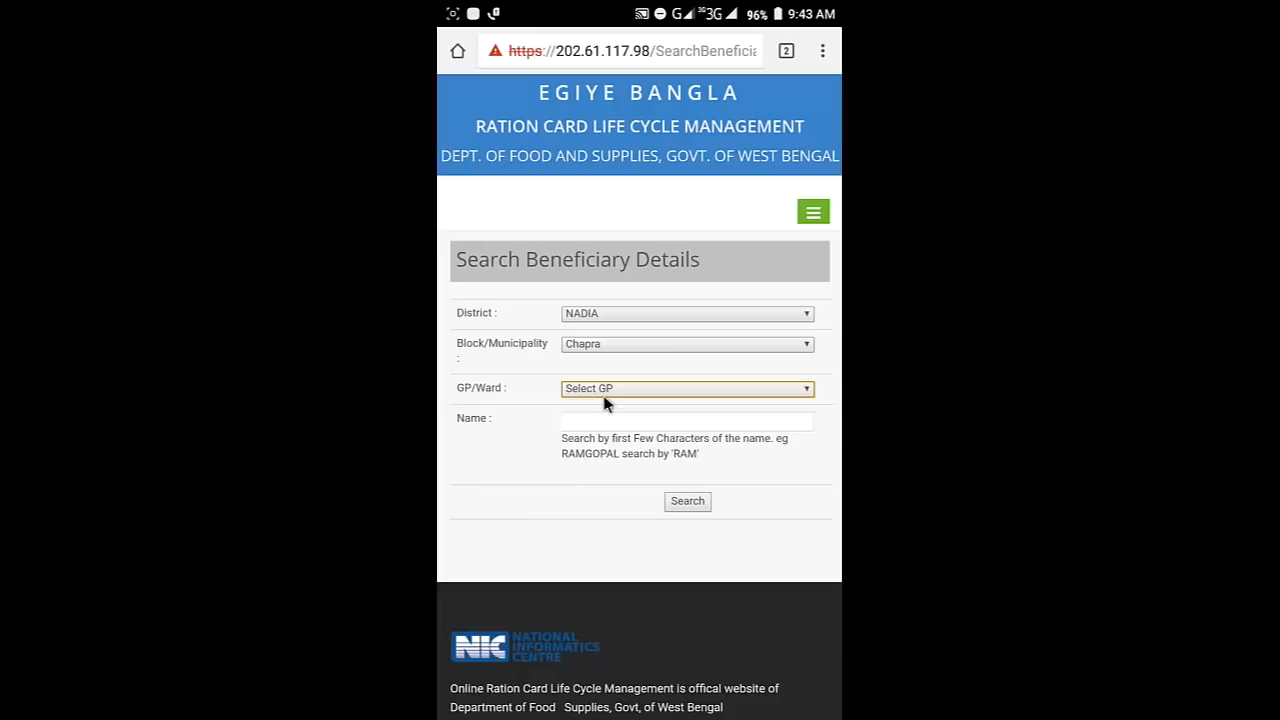 G 3G 3G 96% 9:43 AM
https://202.61.117.98/SearchBeneficia 2
EGIYE BANGLA
RATION CARD LIFE CYCLE MANAGEMENT
DEPT. OF FOOD AND SUPPLIES, GOVT. OF WEST BENGAL
Search Beneficiary Details
District : NADIA
Block/Municipality : Chapra
GP/Ward : Select GP
Name :
Search by first Few Characters of the name. eg
RAMGOPAL search by 'RAM'
Search
NIC NATIONAL
INFORMATICS
CENTRE
Online Ration Card Life Cycle Management is offical website of
Department of Food Supplies, Govt, of West Bengal